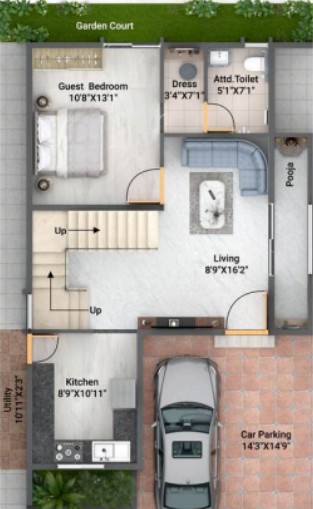 Garden Court
Guest Bedroom
10'8"X13'1"
Dress
3'4"X7'1"
Attd.Toilet
5'1"X7'1"
Pooja
Up
Living
8'9"X16'2"
Up
Kitchen
8'9"X10'11"
Utility
10'11"X2'3"
Car Parking
14'3"X14'9"